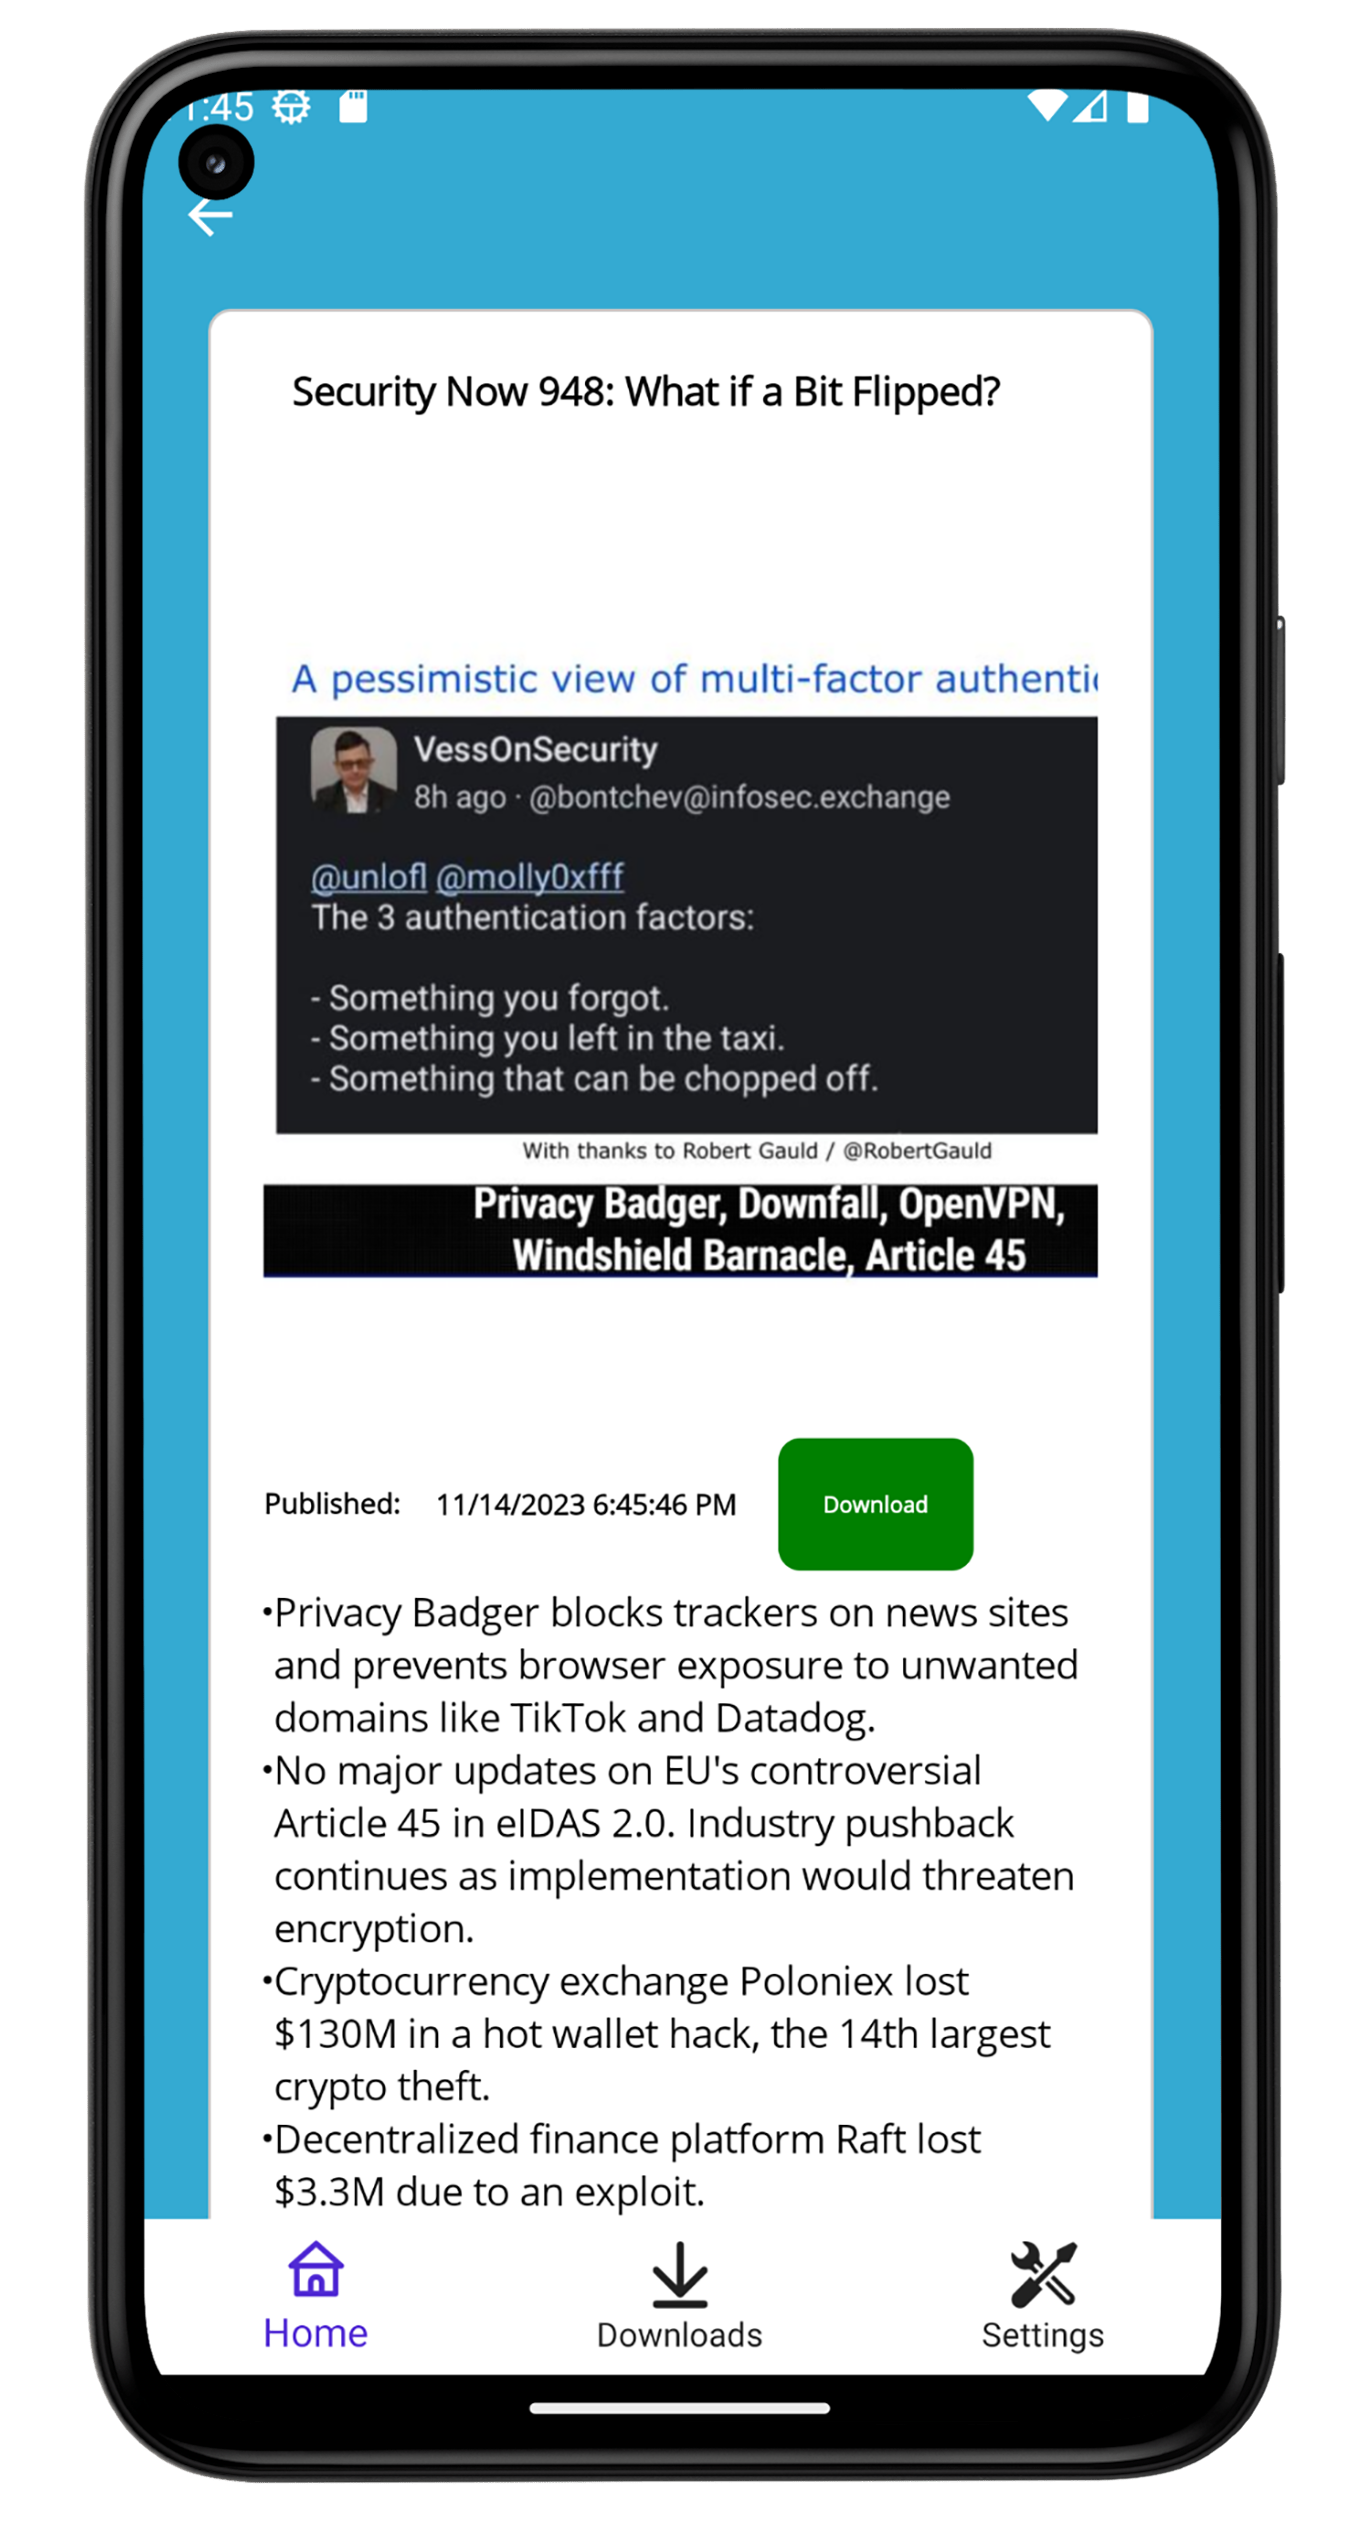 1:45
Security Now 948: What if a Bit Flipped?
A pessimistic view of multi-factor
VessOnSecurity
8h ago · @bontchev@infosec.exchange
@unlofl @molly0xfff
The 3 authentication factors:
- Something you forgot.
- Something you left in the taxi.
- Something that can be chopped off.
With thanks to Robert Gauld / @RobertGauld
Privacy Badger, Downfall, OpenVPN,
Windshield Barnacle, Article 45
Published: 11/14/2023 6:45:46 PM Download
•Privacy Badger blocks trackers on news sites
and prevents browser exposure to unwanted
domains like TikTok and Datadog.
•No major updates on EU's controversial
Article 45 in eIDAS 2.0. Industry pushback
continues as implementation would threaten
encryption.
•Cryptocurrency exchange Poloniex lost
$130M in a hot wallet hack, the 14th largest
crypto theft.
•Decentralized finance platform Raft lost
$3.3M due to an exploit.
Home Downloads Settings